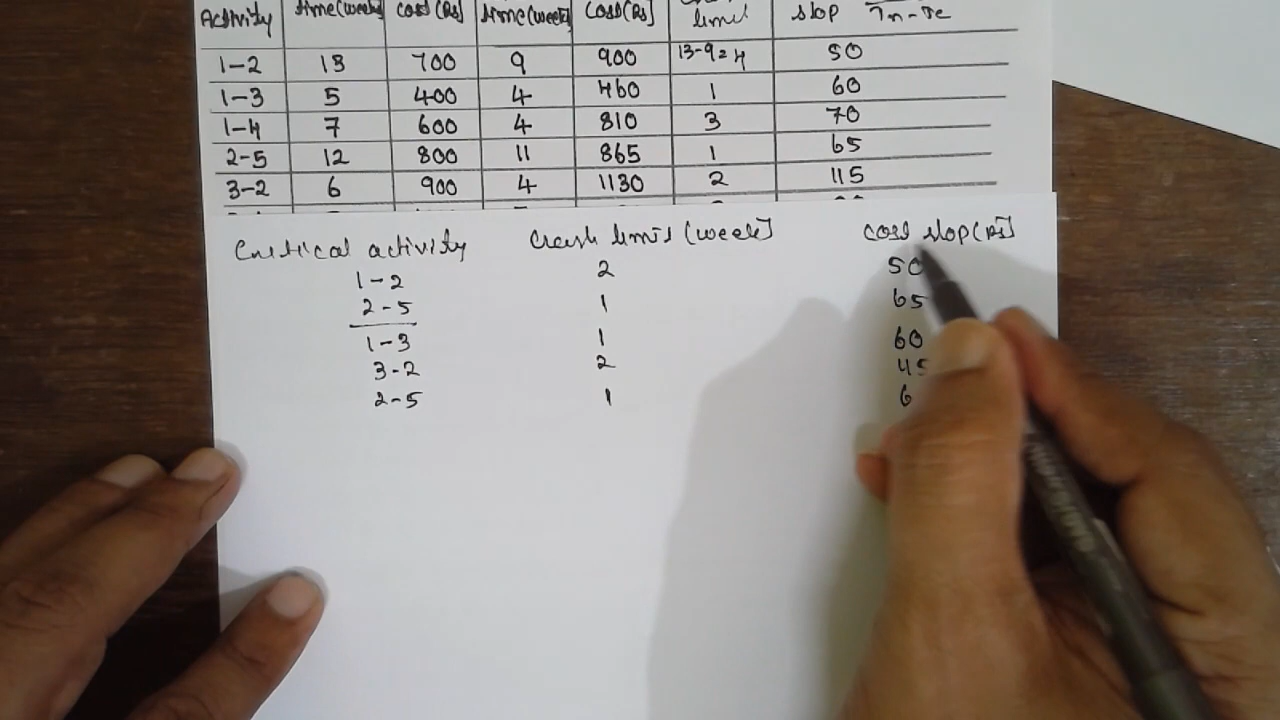 Activity time(week) cost(Rs) time(week) cost(Rs) limit slop Tn-Tc
1-2 13 700 9 900 13-9=4 50
1-3 5 400 4 460 1 60
1-4 7 600 4 810 3 70
2-5 12 800 11 865 1 65
3-2 6 900 4 1130 2 115
Critical activity Crash limit (week) cost slop(Rs)
1-2 2 50
2-5 1 65
1-3 1 60
3-2 2 45
2-5 1 6